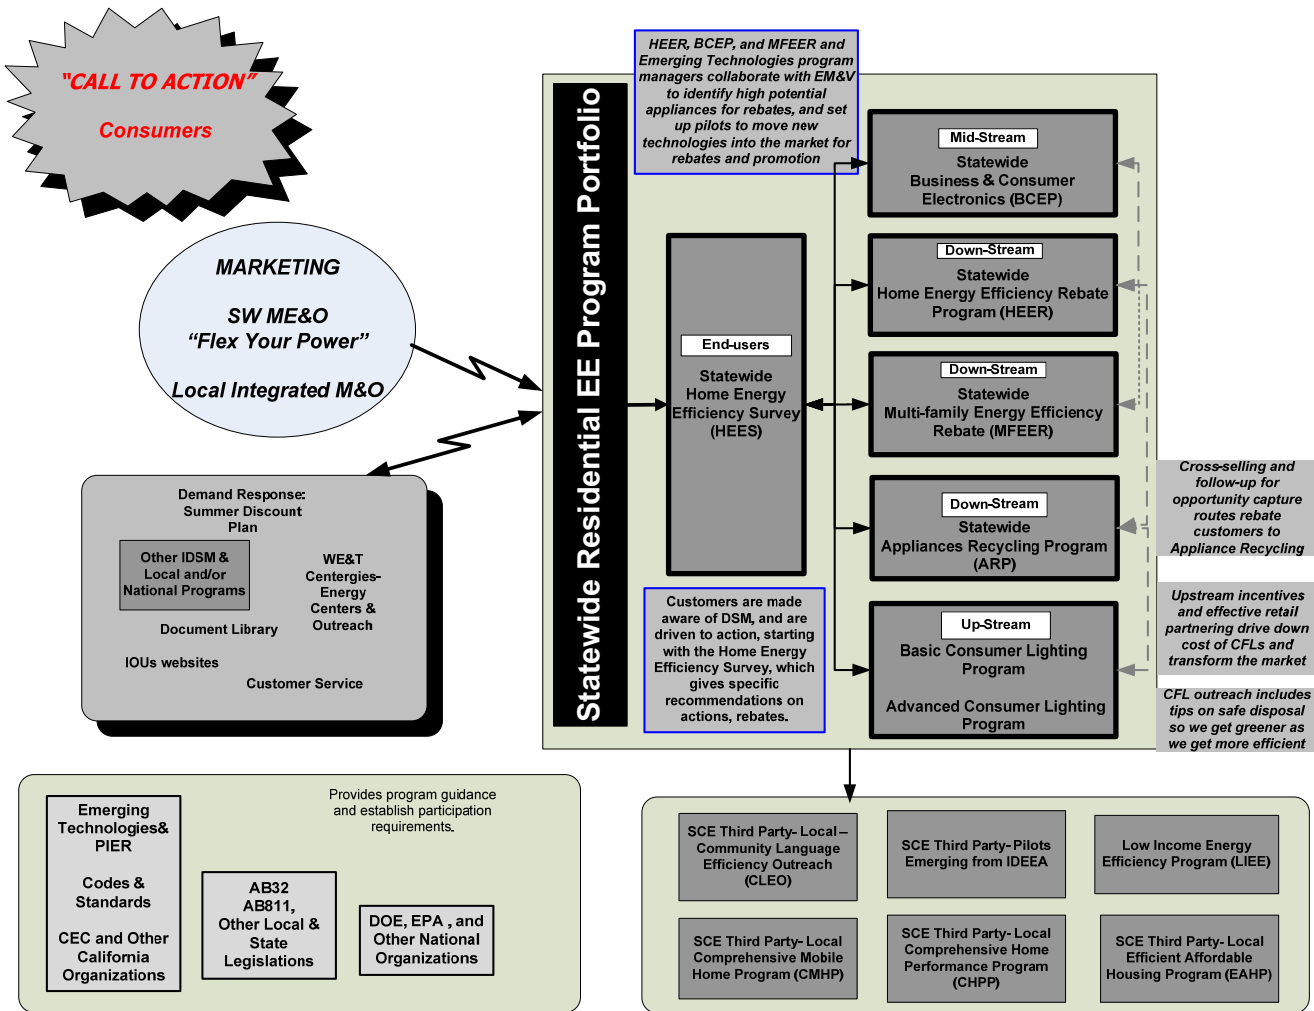 "CALL TO ACTION"
Consumers
MARKETING
SW ME&O
“Flex Your Power”
Local Integrated M&O
Demand Response:
Summer Discount
Plan
Other IDSM &
Local and/or
National Programs
WE&T
Centergies-
Energy
Centers &
Outreach
Document Library
IOUs websites
Customer Service
HEER, BCEP, and MFEER and
Emerging Technologies program
managers collaborate with EM&V
to identify high potential
appliances for rebates, and set
up pilots to move new
technologies into the market for
rebates and promotion
Statewide Residential EE Program Portfolio
End-users
Statewide
Home Energy
Efficiency Survey
(HEES)
Customers are made
aware of DSM, and are
driven to action, starting
with the Home Energy
Efficiency Survey, which
gives specific
recommendations on
actions, rebates.
Mid-Stream
Statewide
Business & Consumer
Electronics (BCEP)
Down-Stream
Statewide
Home Energy Efficiency Rebate
Program (HEER)
Down-Stream
Statewide
Multi-family Energy Efficiency
Rebate (MFEER)
Down-Stream
Statewide
Appliances Recycling Program
(ARP)
Up-Stream
Basic Consumer Lighting
Program
Advanced Consumer Lighting
Program
Cross-selling and
follow-up for
opportunity capture
routes rebate
customers to
Appliance Recycling
Upstream incentives
and effective retail
partnering drive down
cost of CFLs and
transform the market
CFL outreach includes
tips on safe disposal
so we get greener as
we get more efficient
Emerging
Technologies&
PIER
Codes &
Standards
CEC and Other
California
Organizations
AB32
AB811,
Other Local &
State
Legislations
DOE, EPA , and
Other National
Organizations
Provides program guidance
and establish participation
requirements.
SCE Third Party- Local –
Community Language
Efficiency Outreach
(CLEO)
SCE Third Party- Pilots
Emerging from IDEEA
Low Income Energy
Efficiency Program (LIEE)
SCE Third Party- Local
Comprehensive Mobile
Home Program (CMHP)
SCE Third Party- Local
Comprehensive Home
Performance Program
(CHPP)
SCE Third Party- Local
Efficient Affordable
Housing Program (EAHP)